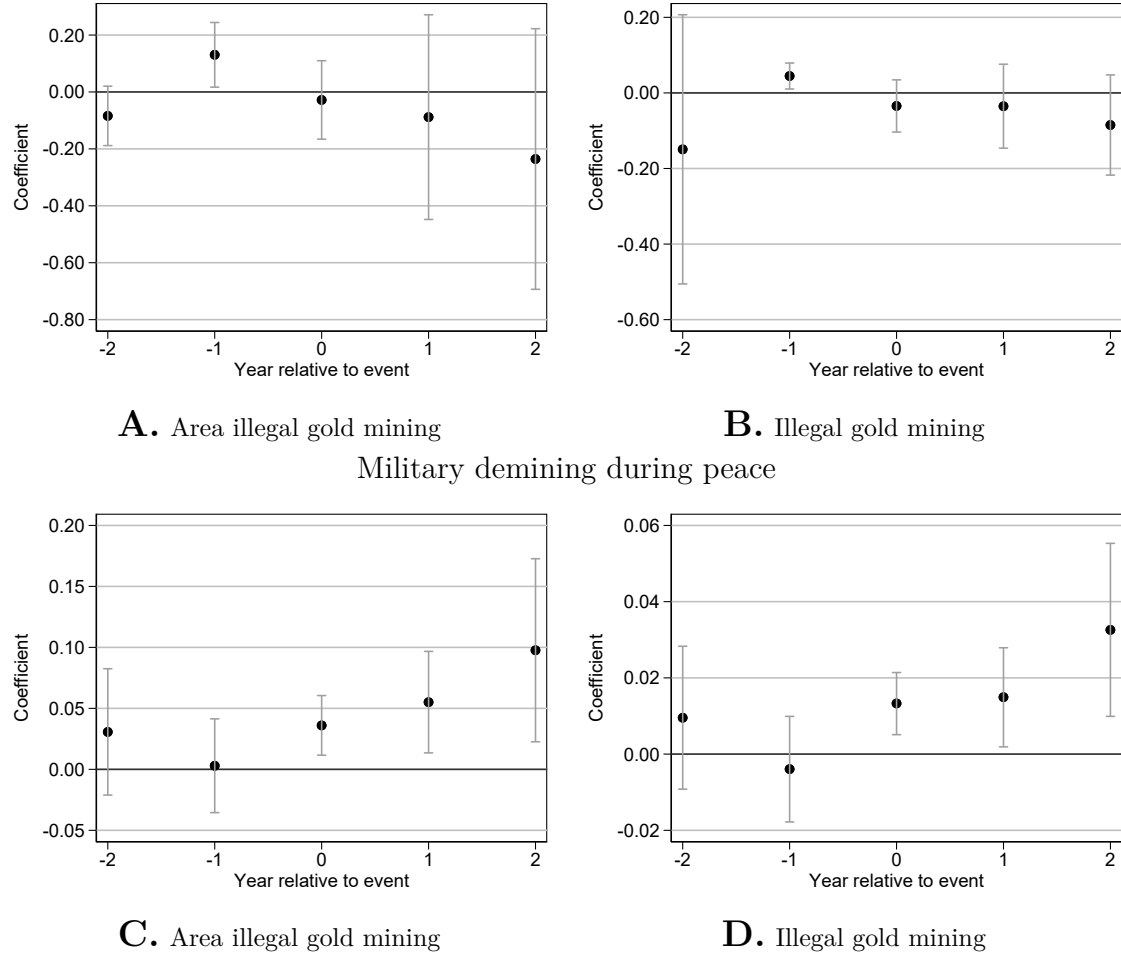 0.20
0.00
-0.20
-0.40
-0.60
-0.80
Coefficient
-2 -1 0 1 2
Year relative to event
A. Area illegal gold mining
0.20
0.00
-0.20
-0.40
-0.60
Coefficient
-2 -1 0 1 2
Year relative to event
B. Illegal gold mining
Military demining during peace
0.20
0.15
0.10
0.05
0.00
-0.05
Coefficient
-2 -1 0 1 2
Year relative to event
C. Area illegal gold mining
0.06
0.04
0.02
0.00
-0.02
Coefficient
-2 -1 0 1 2
Year relative to event
D. Illegal gold mining